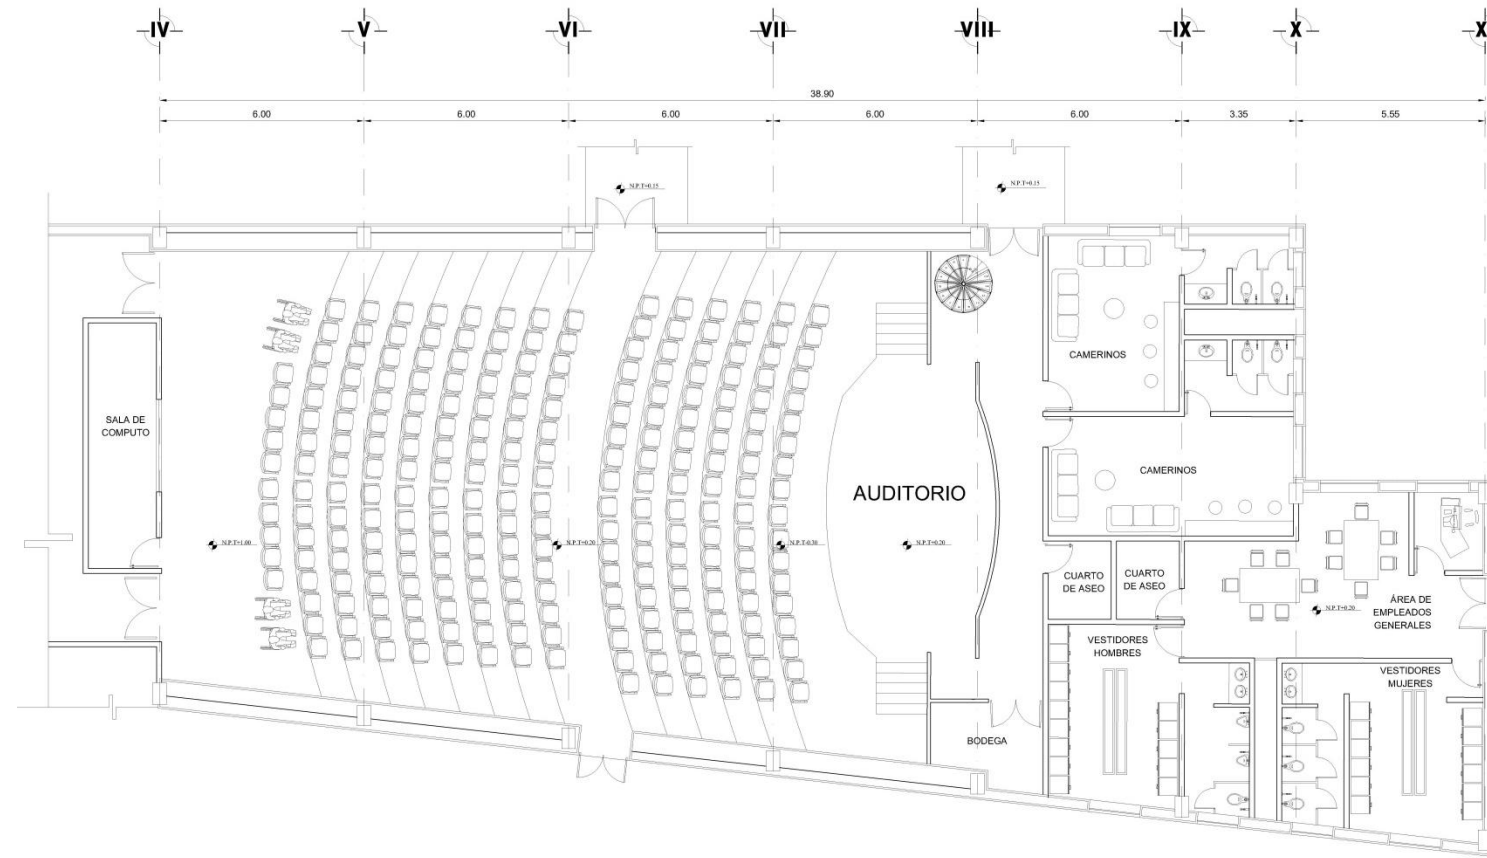 IV V VI VII VIII IX X X
38.90
6.00 6.00 6.00 6.00 6.00 3.35 5.55
N.P.T+0.15 N.P.T+0.15
CAMERINOS
SALA DE
COMPUTO
CAMERINOS
AUDITORIO
N.P.T+1.00 N.P.T+0.20 N.P.T-0.30 N.P.T+0.20
CUARTO
DE ASEO
CUARTO
DE ASEO
ÁREA DE
EMPLEADOS
GENERALES
N.P.T+0.20
VESTIDORES
HOMBRES
VESTIDORES
MUJERES
BODEGA